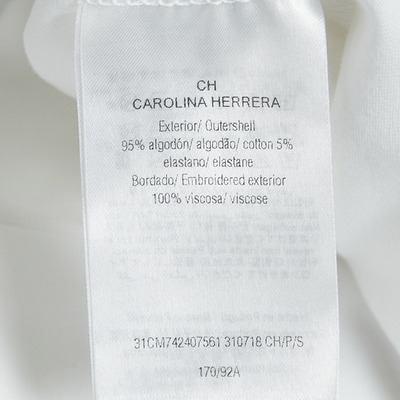 CH
CAROLINA HERRERA
Exterior/ Outershell
95% algodón/ algodão/ cotton 5%
elastano/ elastane
Bordado/ Embroidered exterior
100% viscosa/ viscose
31CM742407561 310718 CH/P/S
170/92A